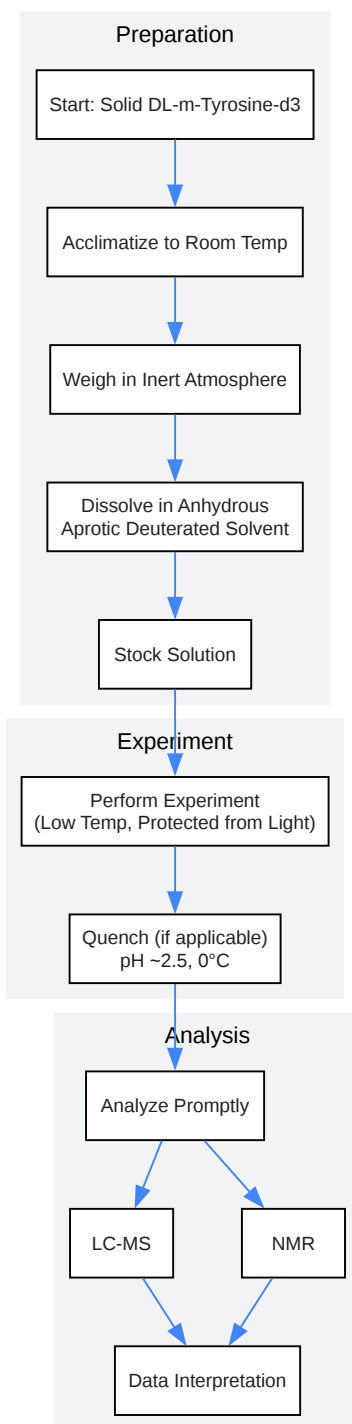 Preparation
Start: Solid DL-m-Tyrosine-d3
Acclimatize to Room Temp
Weigh in Inert Atmosphere
Dissolve in Anhydrous
Aprotic Deuterated Solvent
Stock Solution
Experiment
Perform Experiment
(Low Temp, Protected from Light)
Quench (if applicable)
pH ~2.5, 0°C
Analysis
Analyze Promptly
LC-MS
NMR
Data Interpretation